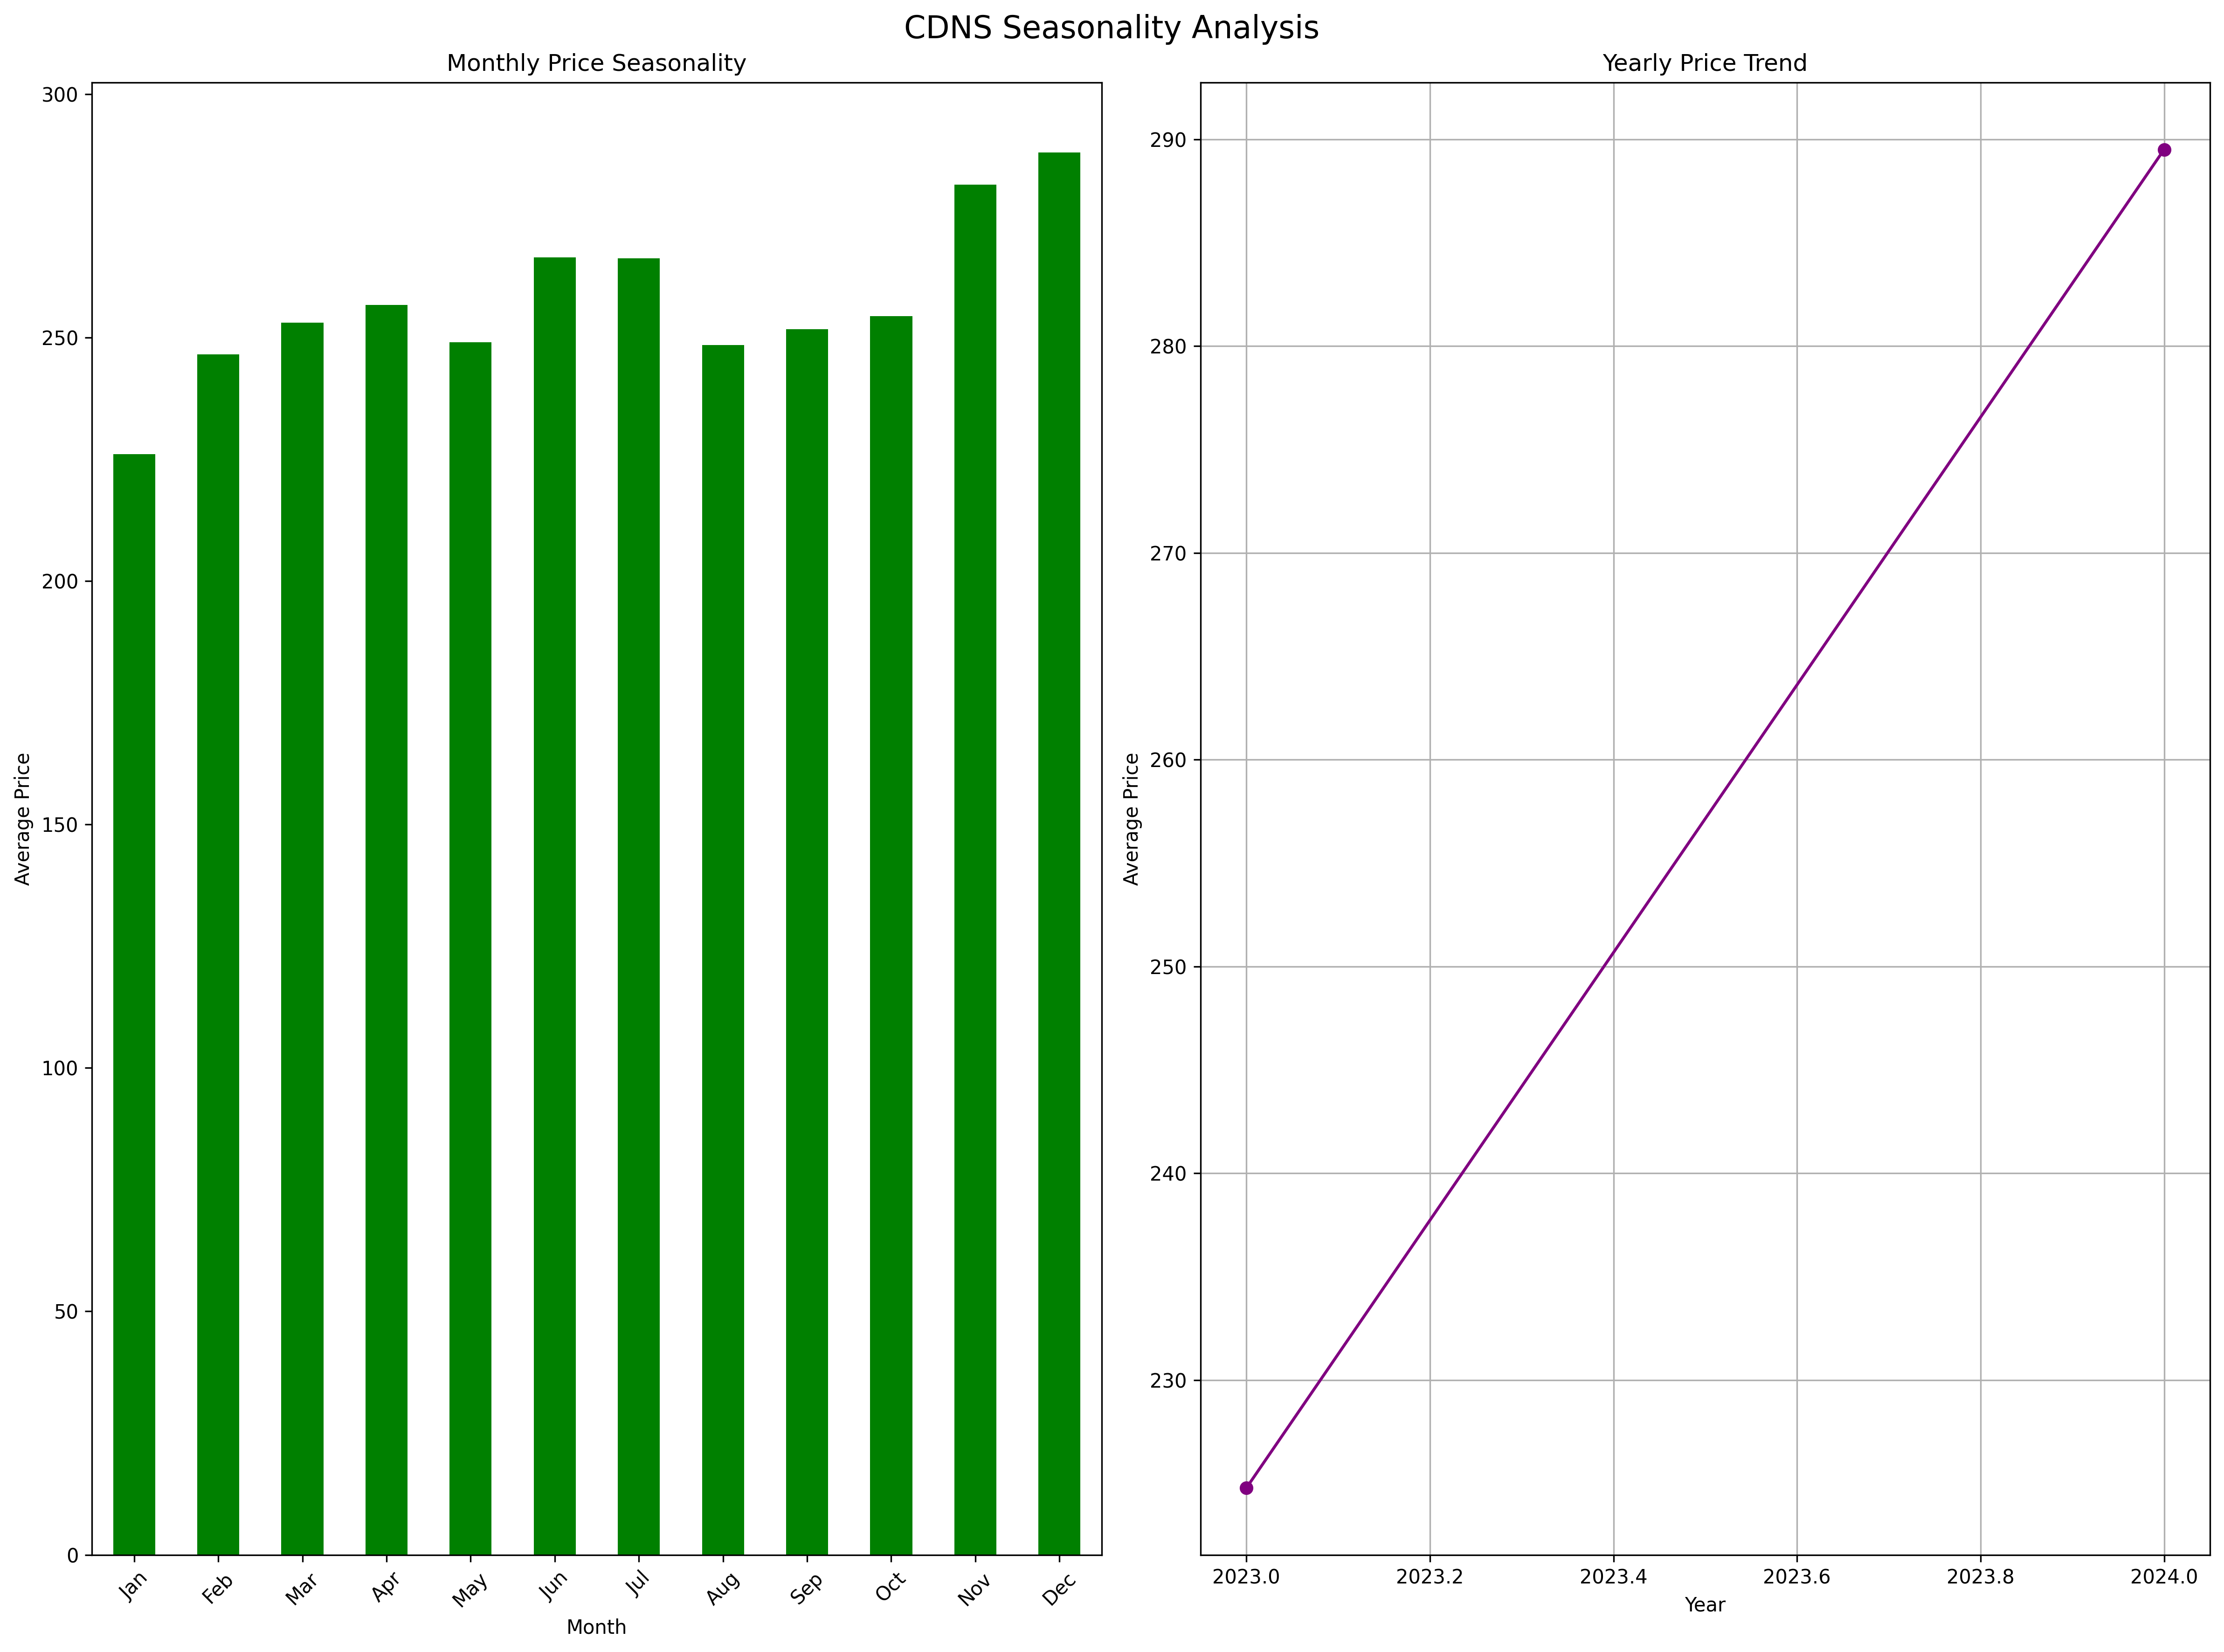 CDNS Seasonality Analysis
Monthly Price Seasonality
300
250
200
150
100
50
0
Average Price
Jan
Feb
Mar
Apr
May
Jun
Jul
Aug
Sep
Oct
Nov
Dec
Month
Yearly Price Trend
290
280
270
260
250
240
230
Average Price
2023.0
2023.2
2023.4
2023.6
2023.8
2024.0
Year